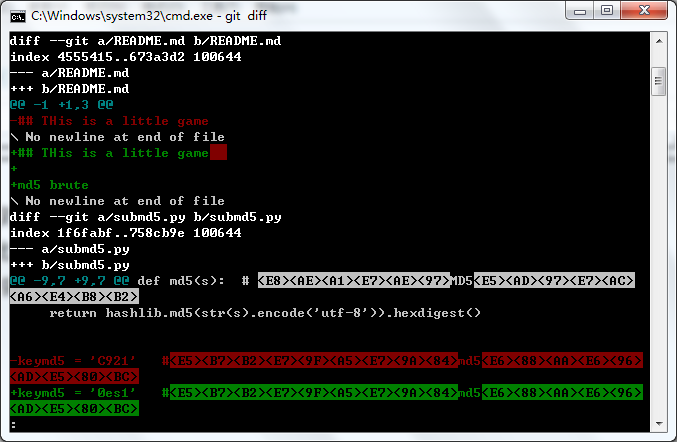 C:\Windows\system32\cmd.exe - git  diff
diff --git a/README.md b/README.md
index 4555415..673a3d2 100644
--- a/README.md
+++ b/README.md
@@ -1 +1,3 @@
-## THis is a little game
\ No newline at end of file
+## THis is a little game
+
+md5 brute
\ No newline at end of file
diff --git a/submd5.py b/submd5.py
index 1f6fabf..758cb9e 100644
--- a/submd5.py
+++ b/submd5.py
@@ -9,7 +9,7 @@ def md5(s):  # <E8><AE><A1><E7><AE><97>MD5<E5><AD><97><E7><AC>
<A6><E4><B8><B2>
     return hashlib.md5(str(s).encode('utf-8')).hexdigest()
-keymd5 = 'C921'   #<E5><B7><B2><E7><9F><A5><E7><9A><84>md5<E6><88><AA><E6><96>
<AD><E5><80><BC>
+keymd5 = '0es1'   #<E5><B7><B2><E7><9F><A5><E7><9A><84>md5<E6><88><AA><E6><96>
<AD><E5><80><BC>
: